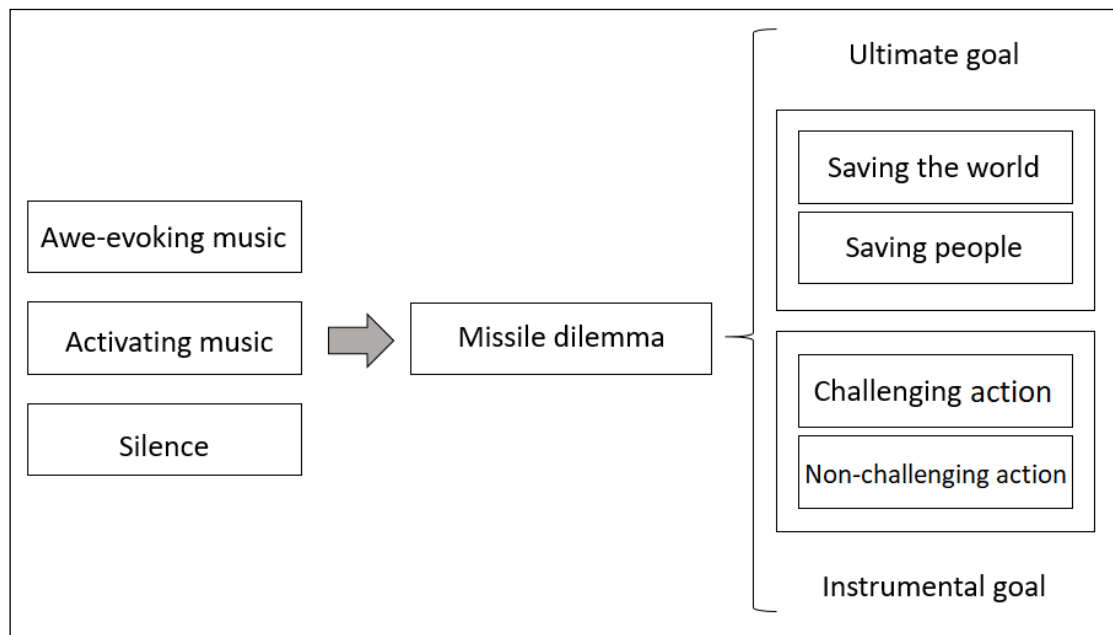 Awe-evoking music
Activating music
Silence
Missile dilemma
Ultimate goal
Saving the world
Saving people
Challenging action
Non-challenging action
Instrumental goal